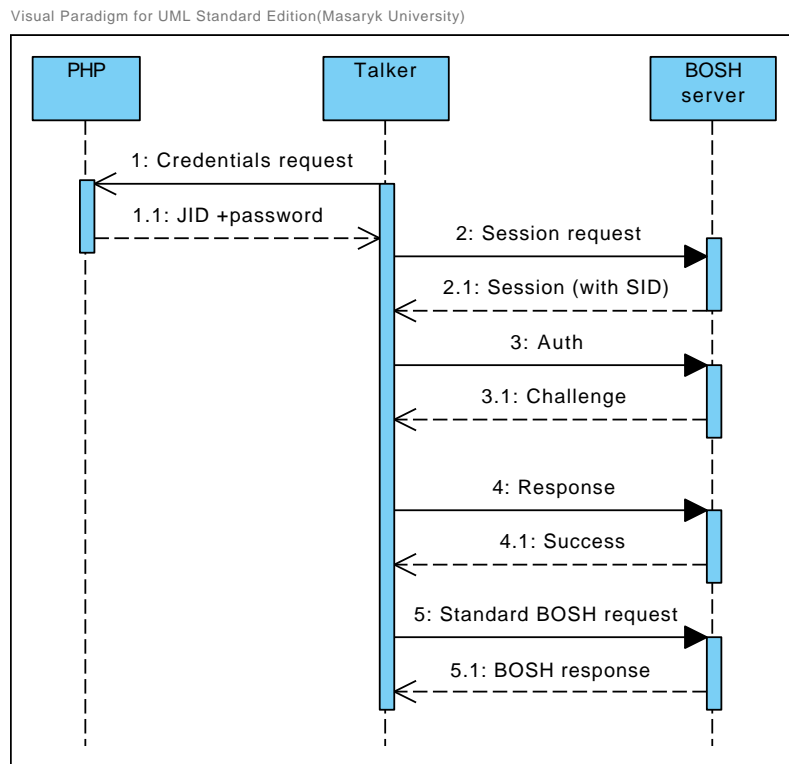 Visual Paradigm for UML Standard Edition(Masaryk University)
PHP
Talker
BOSH
server
1: Credentials request
1.1: JID +password
2: Session request
2.1: Session (with SID)
3: Auth
3.1: Challenge
4: Response
4.1: Success
5: Standard BOSH request
5.1: BOSH response